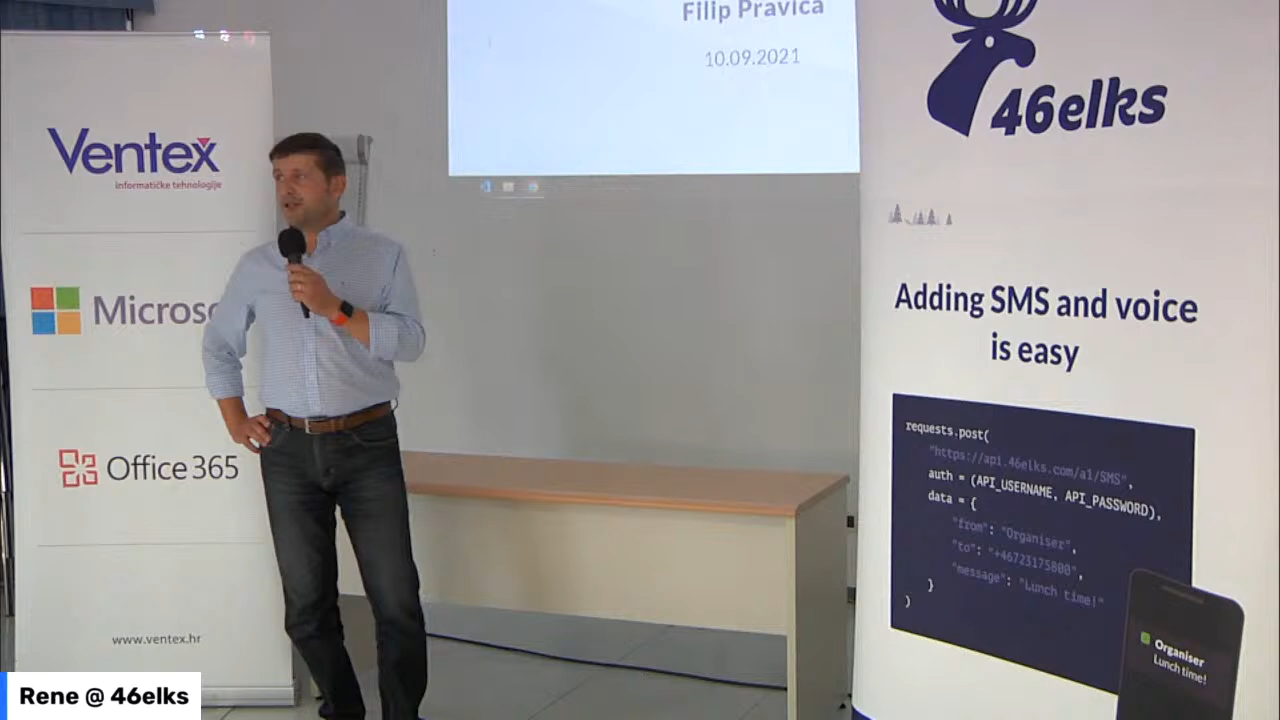 Ventex
informatičke tehnologije
Micros
Office 365
www.ventex.hr
Rene @ 46elks
Filip Pravica
10.09.2021
46elks
Adding SMS and voice
is easy
requests.post(
"https://api.46elks.com/a1/SMS",
auth = (API_USERNAME, API_PASSWORD),
data = {
"from": "Organiser",
"to": "+46723175800",
"message": "Lunch time!"
}
)
Organiser
Lunch time!